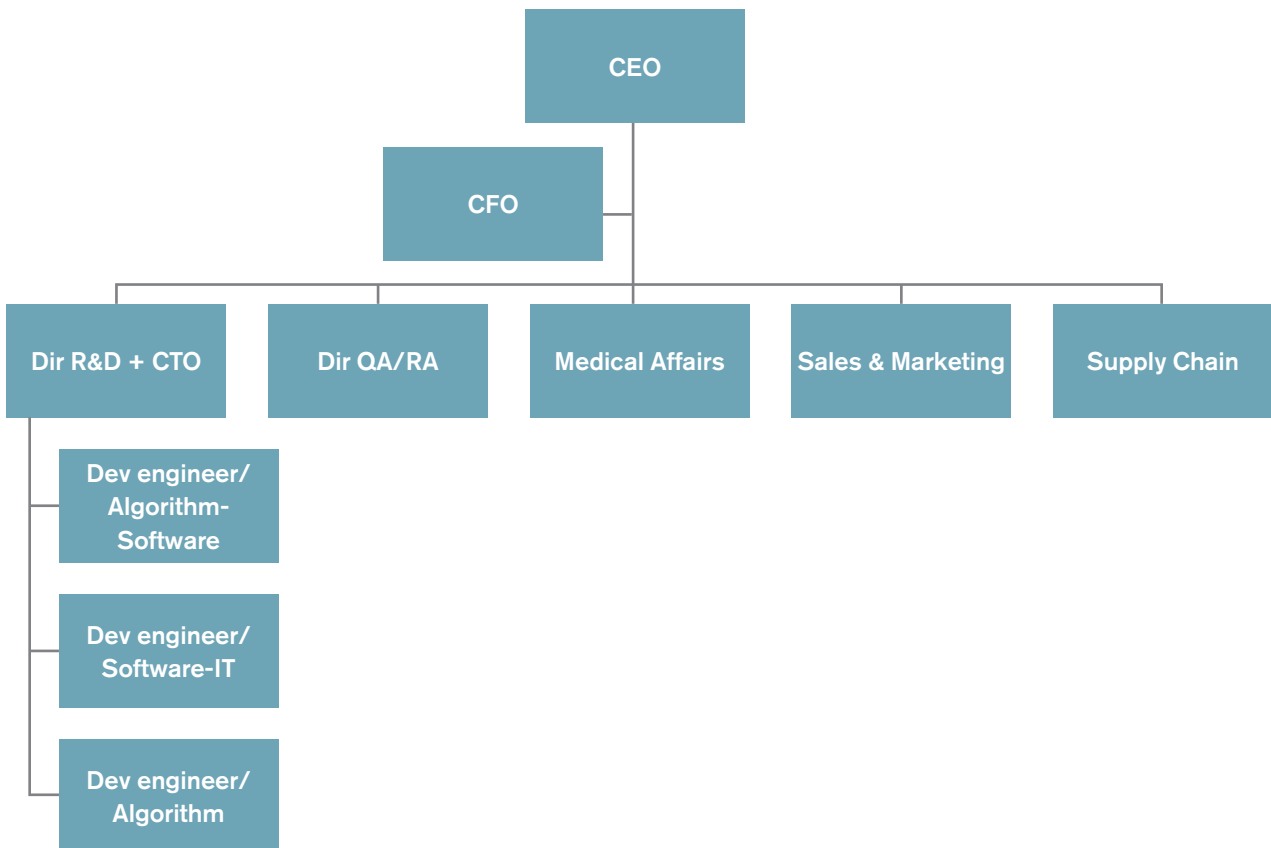 CEO
CFO
Dir R&D + CTO
Dir QA/RA
Medical Affairs
Sales & Marketing
Supply Chain
Dev engineer/
Algorithm-
Software
Dev engineer/
Software-IT
Dev engineer/
Algorithm